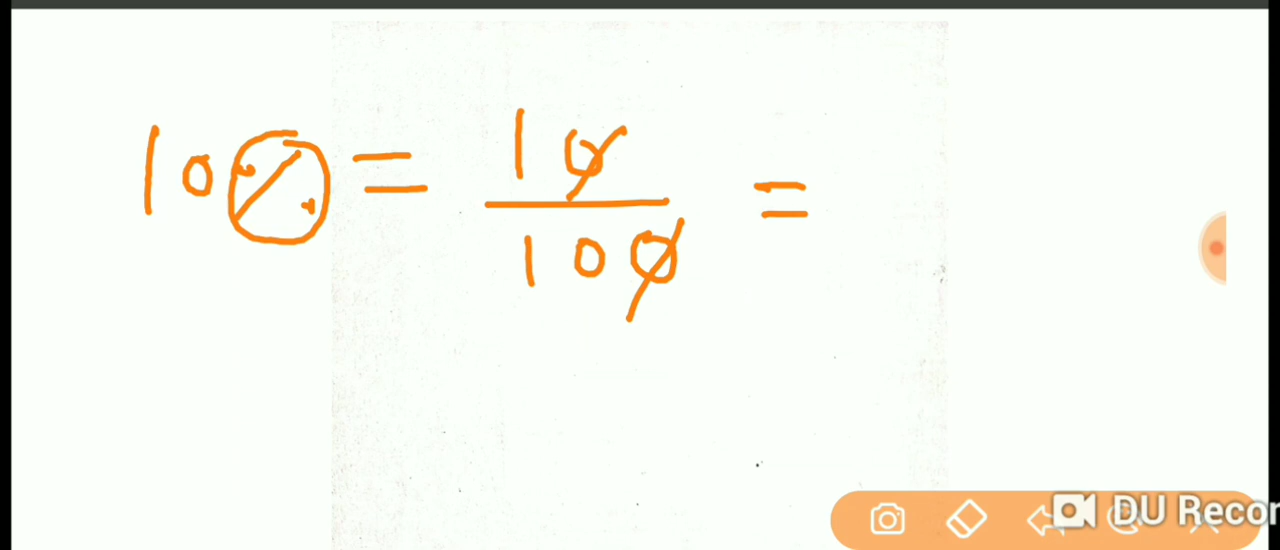 10% = 10/100 =
DU Recor